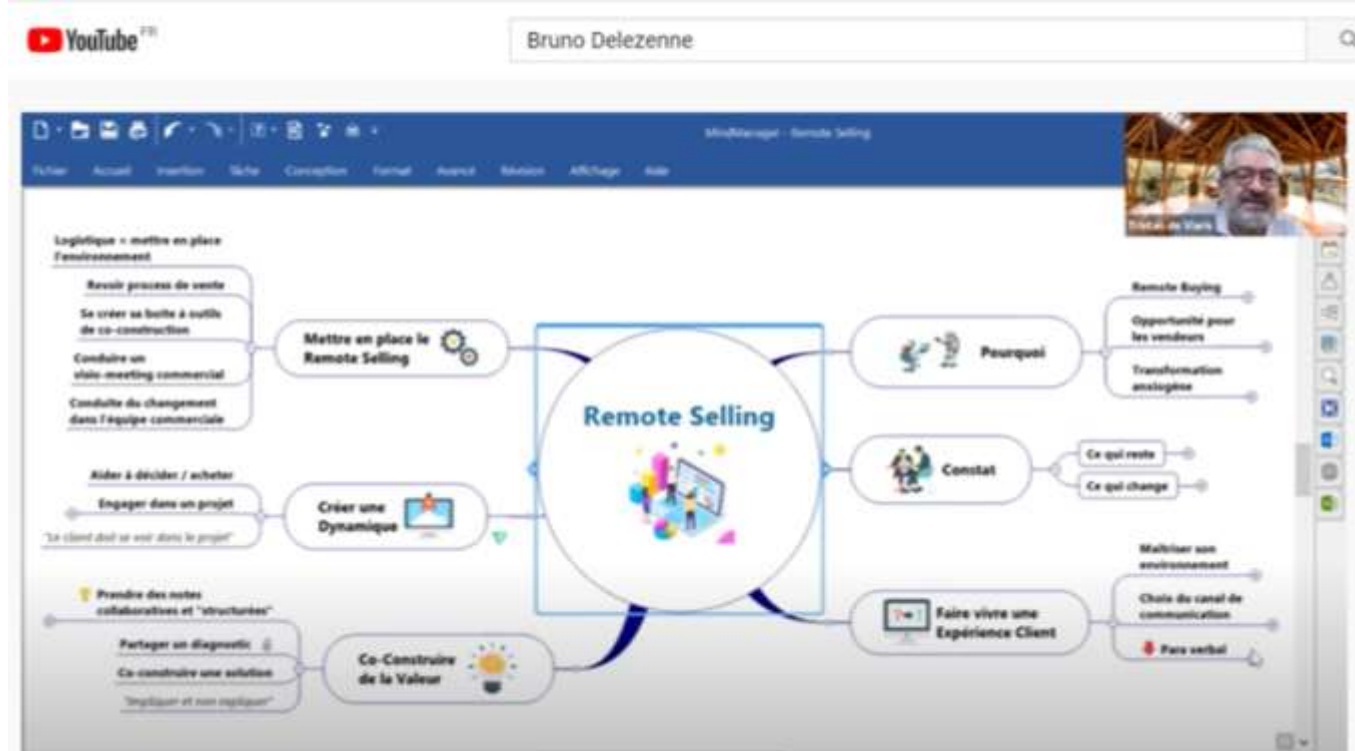 YouTube FR
Bruno Delezenne
MindManager - Remote Selling
Fichier Accueil Insertion Tâche Conception Format Avancé Révision Affichage Aide
Logistique = mettre en place
l'environnement
Revoir process de vente
Se créer sa boite à outils
de co-construction
Conduire un
visio-meeting commercial
Conduite du changement
dans l'équipe commerciale
Mettre en place le
Remote Selling
Aider à décider / acheter
Engager dans un projet
"Le client doit se voir dans le projet"
Créer une
Dynamique
Prendre des notes
collaboratives et "structurées"
Partager un diagnostic
Co-construire une solution
"Impliquer et non expliquer"
Co-Construire
de la Valeur
Remote Selling
Pourquoi
Remote Buying
Opportunité pour
les vendeurs
Transformation
anxiogène
Constat
Ce qui reste
Ce qui change
Faire vivre une
Expérience Client
Maîtriser son
environnement
Choix du canal de
communication
Para verbal